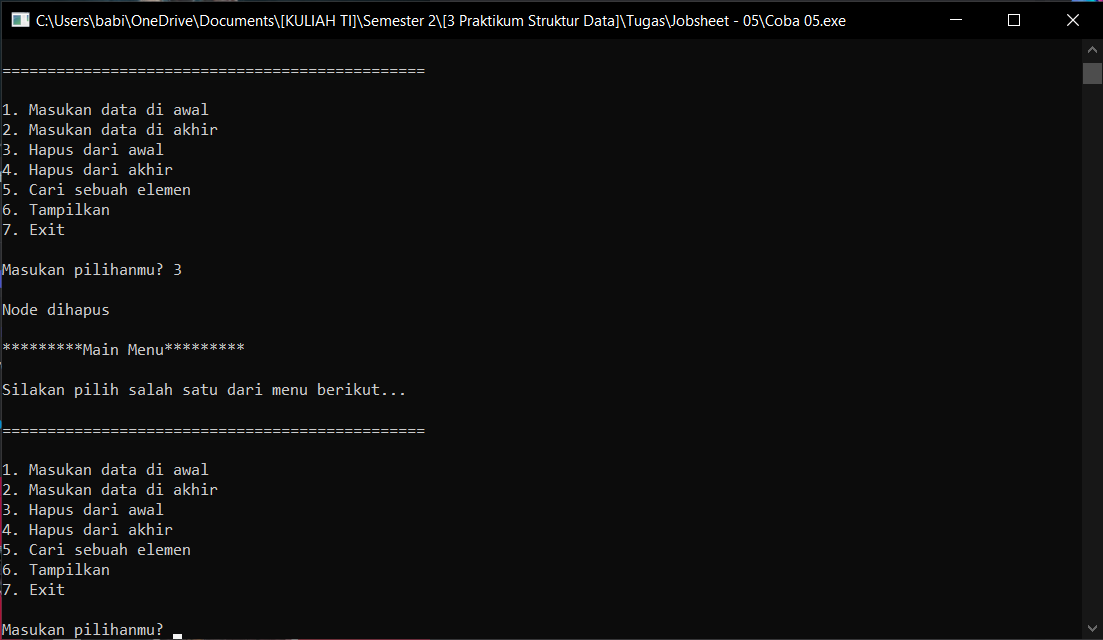 C:\Users\babi\OneDrive\Documents\[KULIAH TI]\Semester 2\[3 Praktikum Struktur Data]\Tugas\Jobsheet - 05\Coba 05.exe
===============================================
1. Masukan data di awal
2. Masukan data di akhir
3. Hapus dari awal
4. Hapus dari akhir
5. Cari sebuah elemen
6. Tampilkan
7. Exit
Masukan pilihanmu? 3
Node dihapus
*********Main Menu*********
Silakan pilih salah satu dari menu berikut...
===============================================
1. Masukan data di awal
2. Masukan data di akhir
3. Hapus dari awal
4. Hapus dari akhir
5. Cari sebuah elemen
6. Tampilkan
7. Exit
Masukan pilihanmu?